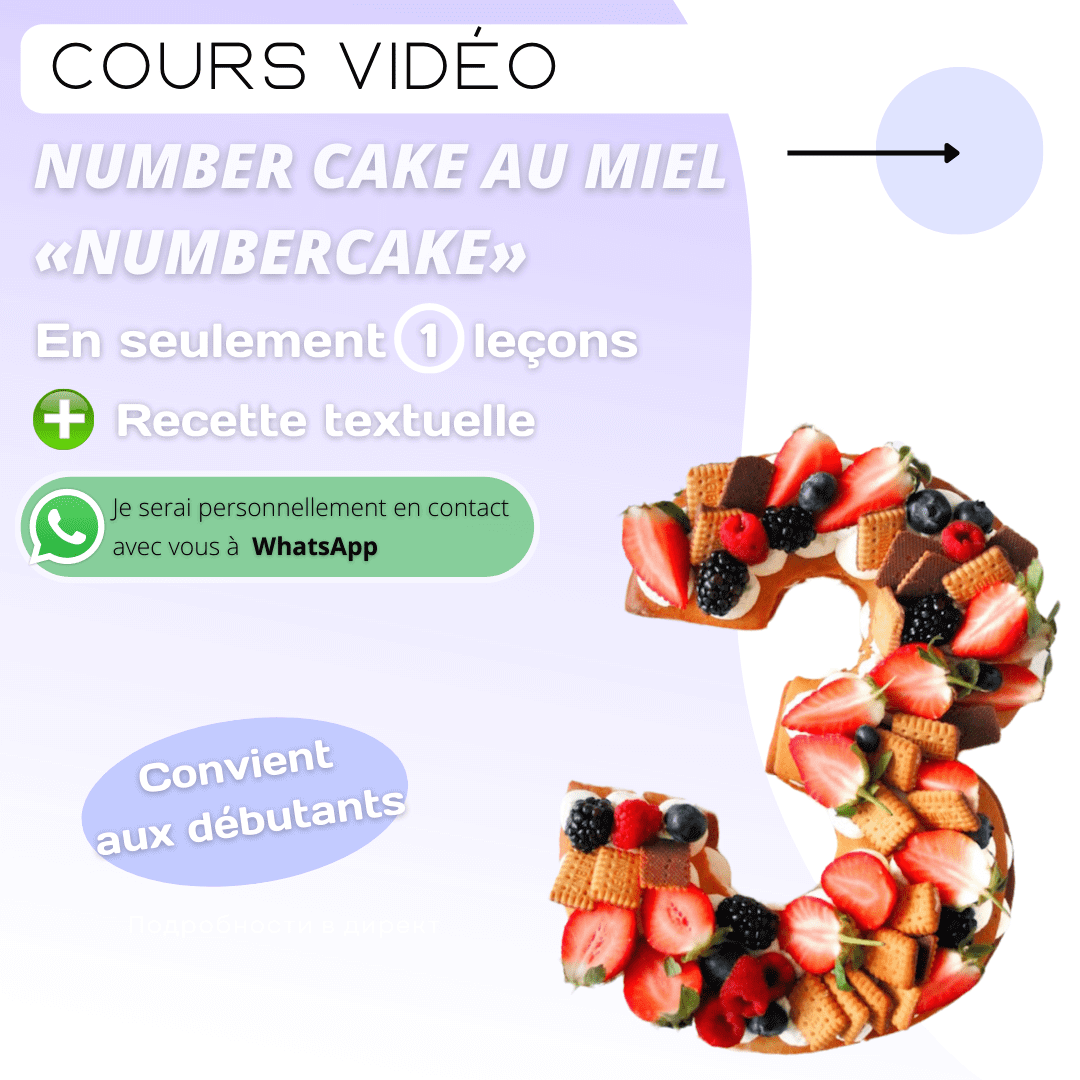 COURS VIDÉO
NUMBER CAKE AU MIEL
«NUMBERCAKE»
En seulement 1 leçons
Recette textuelle
Je serai personnellement en contact
avec vous à WhatsApp
Convient
aux débutants
Подробности в директ